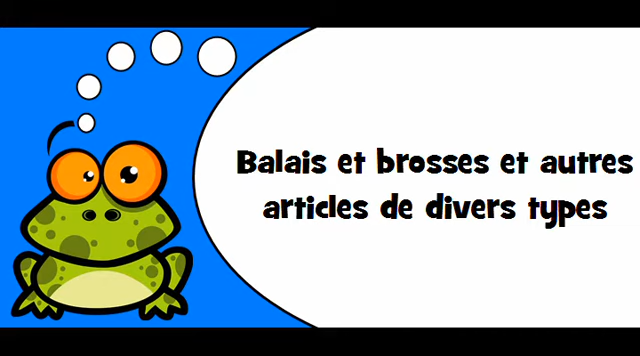 Balais et brosses et autres
articles de divers types